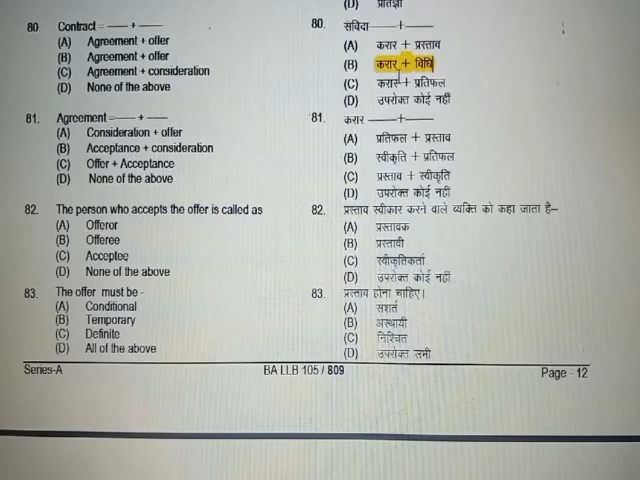 (D) प्रतिज्ञा
80. Contract = —— + ——
(A) Agreement + offer
(B) Agreement + offer
(C) Agreement + consideration
(D) None of the above
81. Agreement = —— + ——
(A) Consideration + offer
(B) Acceptance + consideration
(C) Offer + Acceptance
(D) None of the above
82. The person who accepts the offer is called as
(A) Offeror
(B) Offeree
(C) Acceptee
(D) None of the above
83. The offer must be -
(A) Conditional
(B) Temporary
(C) Definite
(D) All of the above
80. संविदा ——+——
(A) करार + प्रस्ताव
(B) करार + विधि
(C) करार + प्रतिफल
(D) उपरोक्त कोई नहीं
81. करार ——+——
(A) प्रतिफल + प्रस्ताव
(B) स्वीकृति + प्रतिफल
(C) प्रस्ताव + स्वीकृति
(D) उपरोक्त कोई नहीं
82. प्रस्ताव स्वीकार करने वाले व्यक्ति को कहा जाता है–
(A) प्रस्तावक
(B) प्रस्तावी
(C) स्वीकृतिकर्ता
(D) उपरोक्त कोई नहीं
83. प्रस्ताव होना चाहिए।
(A) सशर्त
(B) अस्थायी
(C) निश्चित
(D) उपरोक्त सभी
Series-A BA LLB 105 / 809 Page - 12